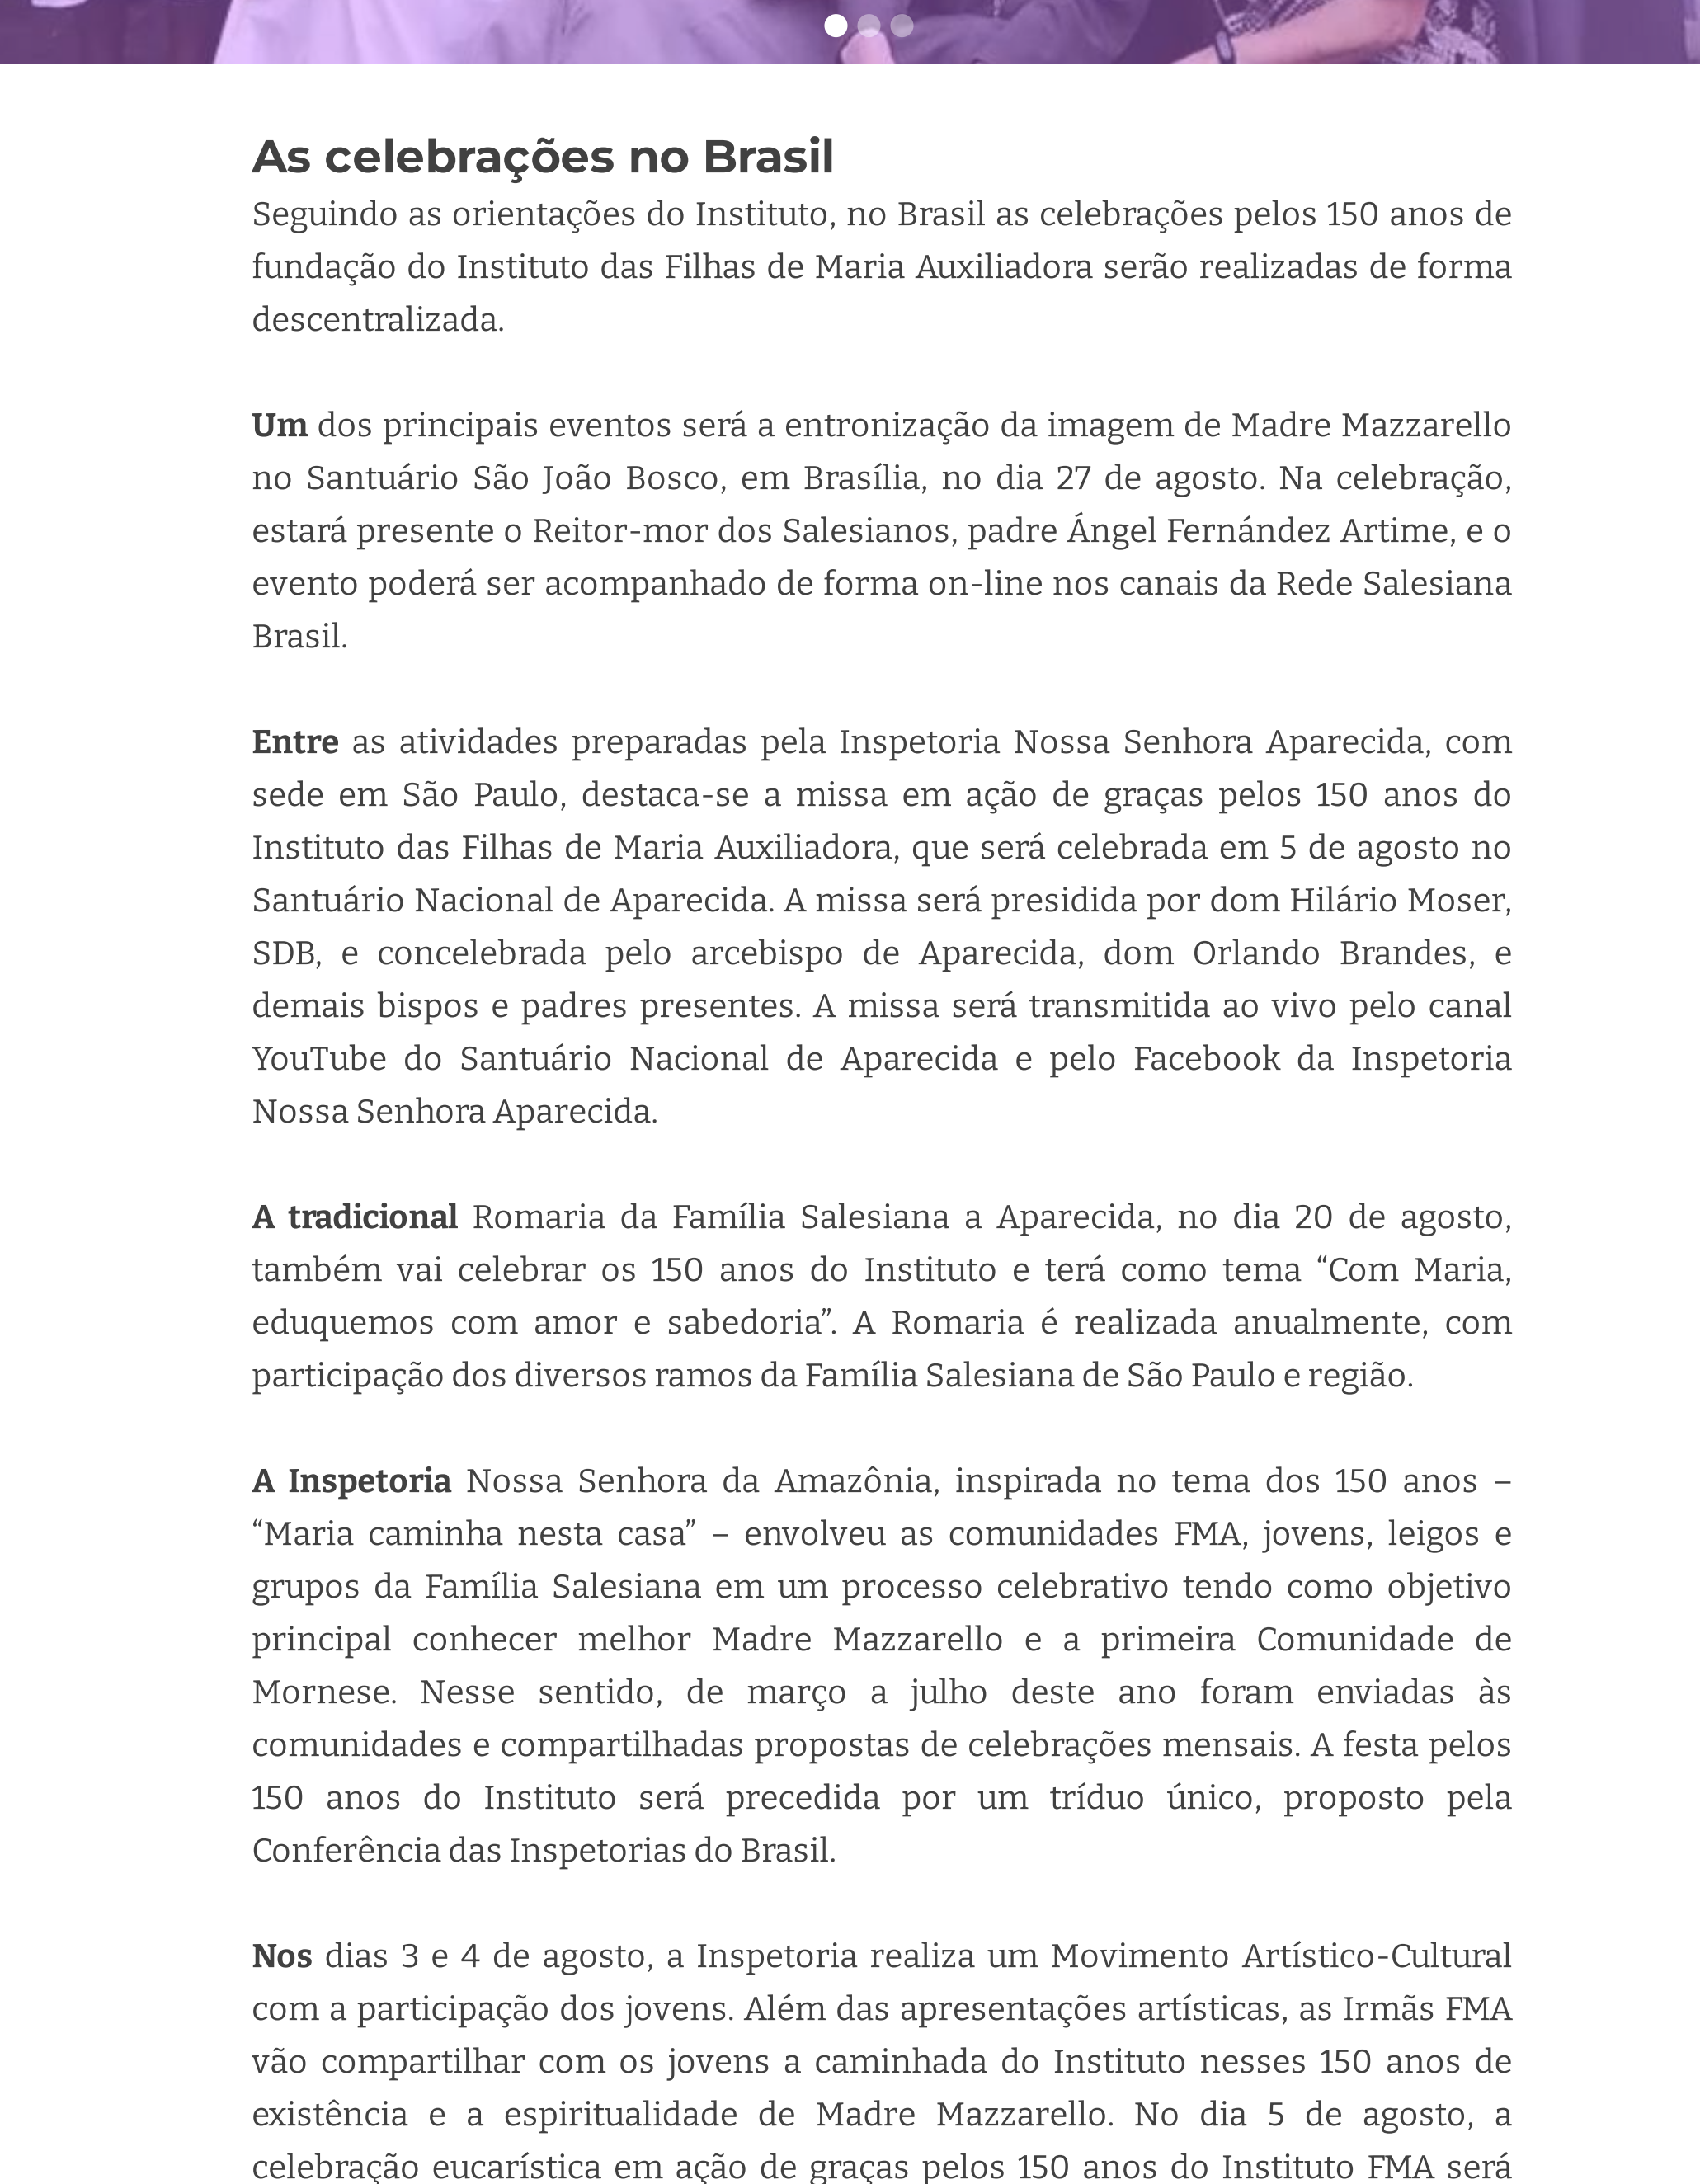 As celebrações no Brasil
Seguindo as orientações do Instituto, no Brasil as celebrações pelos 150 anos de
fundação do Instituto das Filhas de Maria Auxiliadora serão realizadas de forma
descentralizada.
Um dos principais eventos será a entronização da imagem de Madre Mazzarello
no Santuário São João Bosco, em Brasília, no dia 27 de agosto. Na celebração,
estará presente o Reitor-mor dos Salesianos, padre Ángel Fernández Artime, e o
evento poderá ser acompanhado de forma on-line nos canais da Rede Salesiana
Brasil.
Entre as atividades preparadas pela Inspetoria Nossa Senhora Aparecida, com
sede em São Paulo, destaca-se a missa em ação de graças pelos 150 anos do
Instituto das Filhas de Maria Auxiliadora, que será celebrada em 5 de agosto no
Santuário Nacional de Aparecida. A missa será presidida por dom Hilário Moser,
SDB, e concelebrada pelo arcebispo de Aparecida, dom Orlando Brandes, e
demais bispos e padres presentes. A missa será transmitida ao vivo pelo canal
YouTube do Santuário Nacional de Aparecida e pelo Facebook da Inspetoria
Nossa Senhora Aparecida.
A tradicional Romaria da Família Salesiana a Aparecida, no dia 20 de agosto,
também vai celebrar os 150 anos do Instituto e terá como tema “Com Maria,
eduquemos com amor e sabedoria”. A Romaria é realizada anualmente, com
participação dos diversos ramos da Família Salesiana de São Paulo e região.
A Inspetoria Nossa Senhora da Amazônia, inspirada no tema dos 150 anos –
“Maria caminha nesta casa” – envolveu as comunidades FMA, jovens, leigos e
grupos da Família Salesiana em um processo celebrativo tendo como objetivo
principal conhecer melhor Madre Mazzarello e a primeira Comunidade de
Mornese. Nesse sentido, de março a julho deste ano foram enviadas às
comunidades e compartilhadas propostas de celebrações mensais. A festa pelos
150 anos do Instituto será precedida por um tríduo único, proposto pela
Conferência das Inspetorias do Brasil.
Nos dias 3 e 4 de agosto, a Inspetoria realiza um Movimento Artístico-Cultural
com a participação dos jovens. Além das apresentações artísticas, as Irmãs FMA
vão compartilhar com os jovens a caminhada do Instituto nesses 150 anos de
existência e a espiritualidade de Madre Mazzarello. No dia 5 de agosto, a
celebração eucarística em ação de graças pelos 150 anos do Instituto FMA será